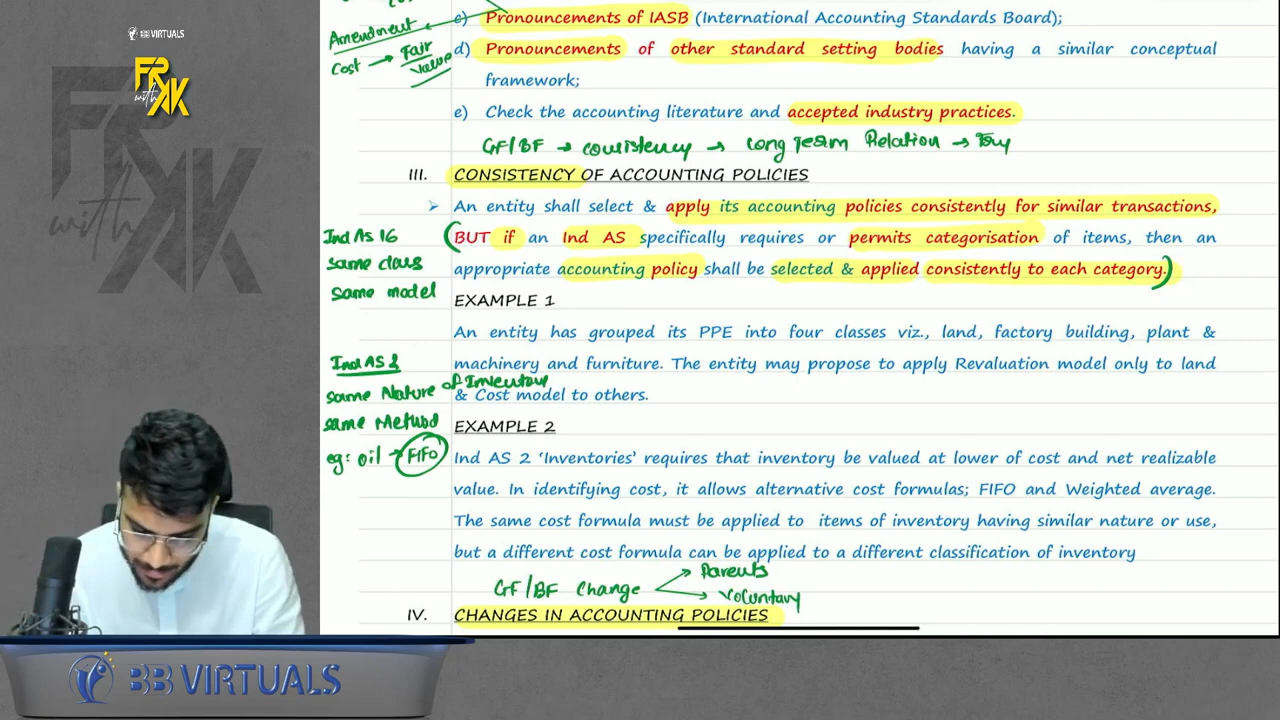 BB VIRTUALS
FR
with
AK
FR
with
AK
c) Pronouncements of IASB (International Accounting Standards Board);
Amendment
Cost → Fair
Value
d) Pronouncements of other standard setting bodies having a similar conceptual
framework;
e) Check the accounting literature and accepted industry practices.
GF/BF → consistency → Long Term Relation →
III. CONSISTENCY OF ACCOUNTING POLICIES
➢ An entity shall select & apply its accounting policies consistently for similar transactions,
(BUT if an Ind AS specifically requires or permits categorisation of items, then an
appropriate accounting policy shall be selected & applied consistently to each category.)
Ind As 16
same class
same model
EXAMPLE 1
An entity has grouped its PPE into four classes viz., land, factory building, plant &
machinery and furniture. The entity may propose to apply Revaluation model only to land
& Cost model to others.
Ind AS 2
same Nature of Inventory
same Method
eg: oil → FIFO
EXAMPLE 2
Ind AS 2 ‘Inventories’ requires that inventory be valued at lower of cost and net realizable
value. In identifying cost, it allows alternative cost formulas; FIFO and Weighted average.
The same cost formula must be applied to items of inventory having similar nature or use,
but a different cost formula can be applied to a different classification of inventory
GF/BF Change → Parents
→ Voluntary
IV. CHANGES IN ACCOUNTING POLICIES
BB VIRTUALS